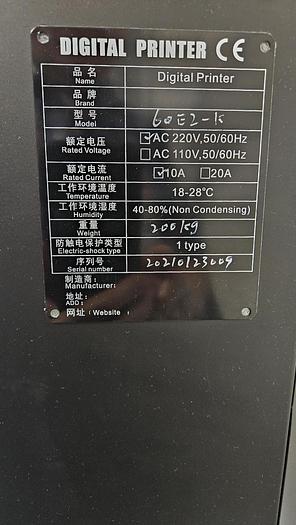 DIGITAL PRINTER CE
品名 Name Digital Printer
品牌 Brand
型号 Model 60E2-K
额定电压 Rated Voltage ☑AC 220V,50/60Hz
☐AC 110V,50/60Hz
额定电流 Rated Current ☑10A ☐20A
工作环境温度 Temperature 18-28℃
工作环境湿度 Humidity 40-80%(Non Condensing)
重量 Weight 200kg
防触电保护类型 Electric-shock type 1 type
序列号 Serial number 20210123009
制造商:
Manufacturer:
地址:
ADD:
网址（Website）